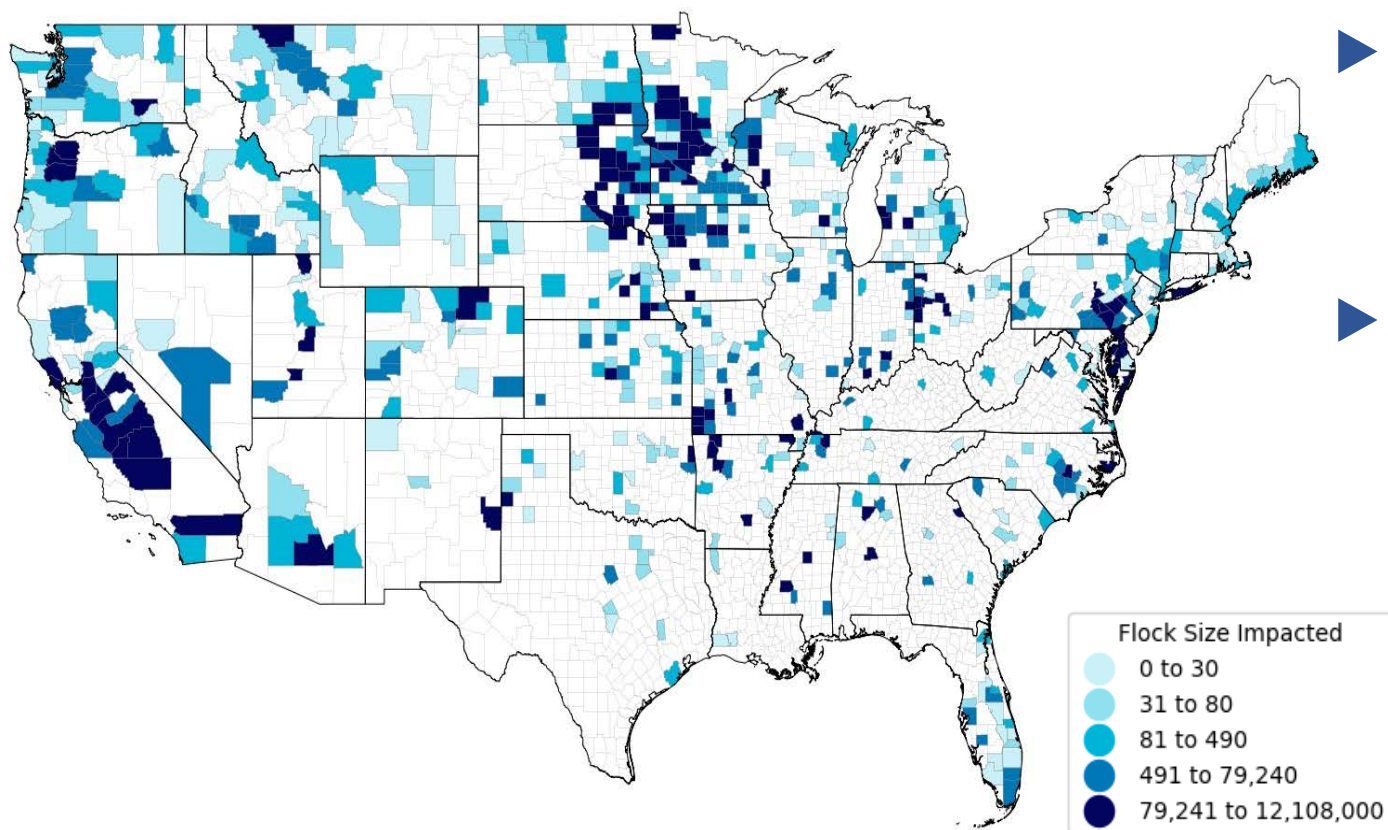 Flock Size Impacted
0 to 30
31 to 80
81 to 490
491 to 79,240
79,241 to 12,108,000